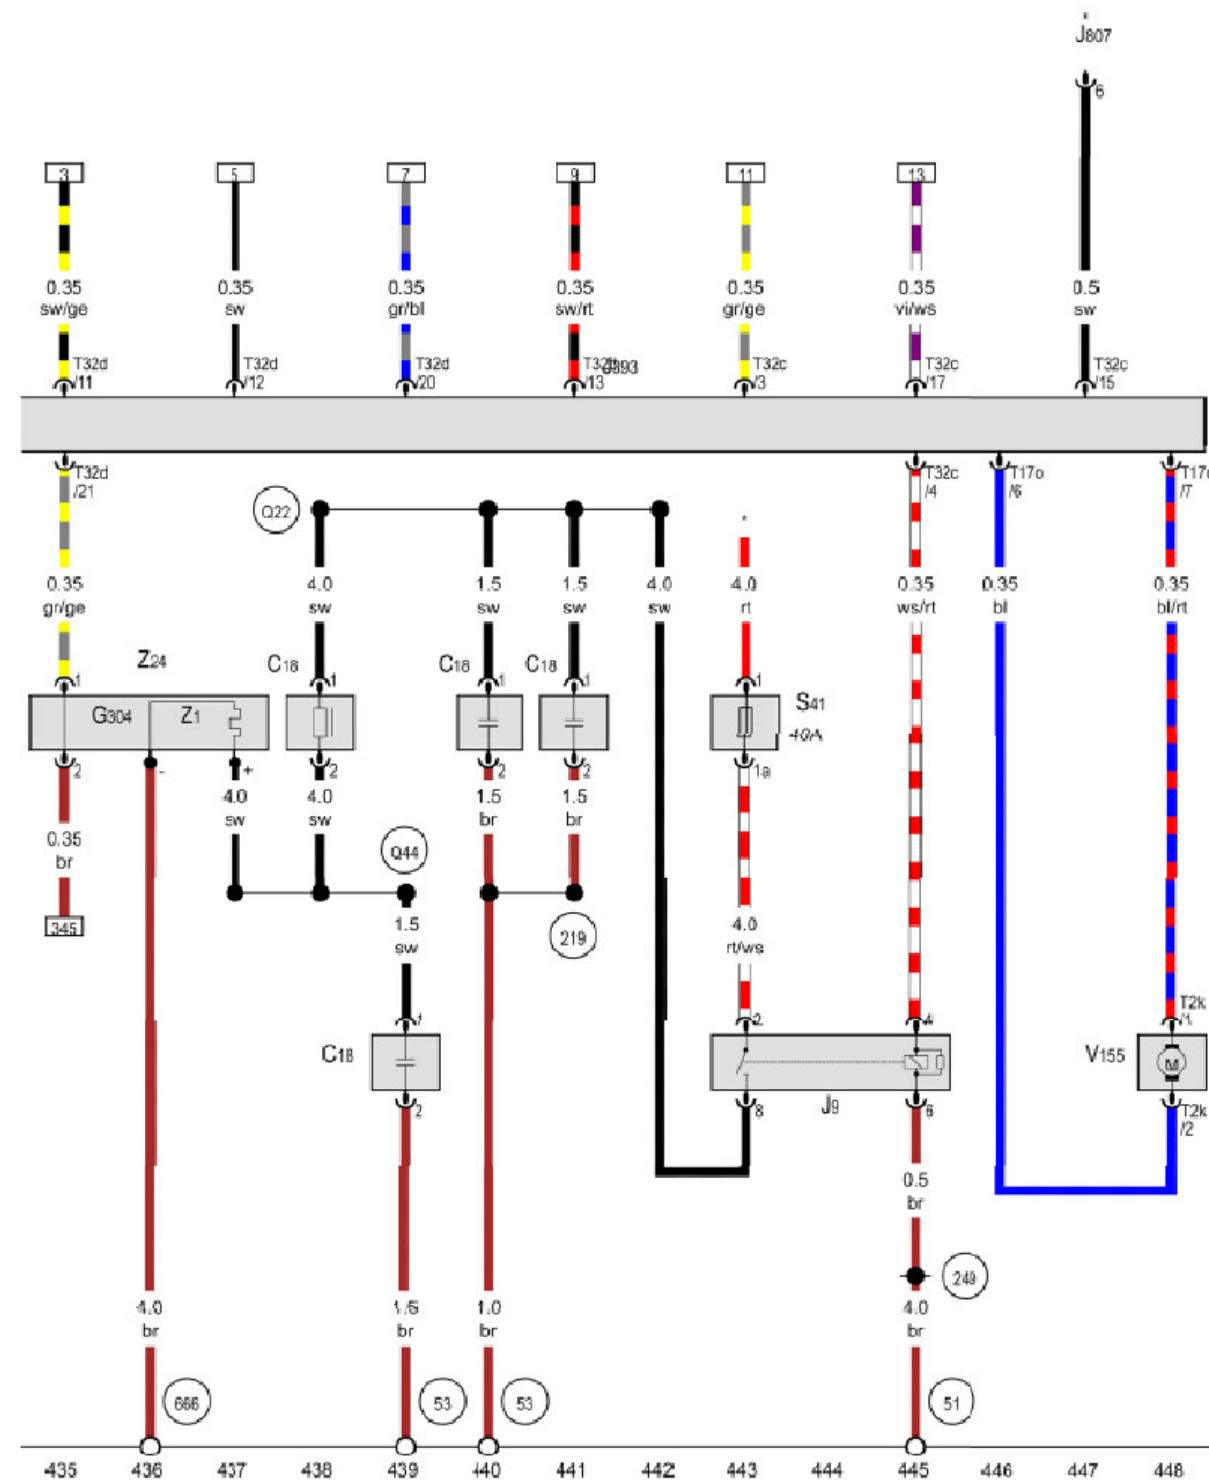 *
J807
6
3
5
7
9
11
13
0.35
sw/ge
0.35
sw
0.35
gr/bl
0.35
sw/rt
0.35
gr/ge
0.35
vi/ws
0.5
sw
T32d
/11
T32d
/12
T32d
/20
/13
T32c
/3
T32c
/17
T32c
/15
T32d
/21
T32c
/4
T17o
/6
/7
Q22
*
0.35
gr/ge
4.0
sw
1.5
sw
1.5
sw
4.0
sw
4.0
rt
0.35
ws/rt
0.35
bl
0.35
bl/rt
Z24
C18
C18
C18
1
1
1
1
1
G304
Z1
S41
40A
2
-
+
2
2
2
1a
0.35
br
4.0
sw
4.0
sw
1.5
br
1.5
br
Q44
345
1.5
sw
219
4.0
rt/ws
1
2
4
T2k
/1
C18
V155
M
2
8
J9
6
T2k
/2
0.5
br
249
4.0
br
1.5
br
1.0
br
4.0
br
666
53
53
51
435 436 437 438 439 440 441 442 443 444 445 446 447 448